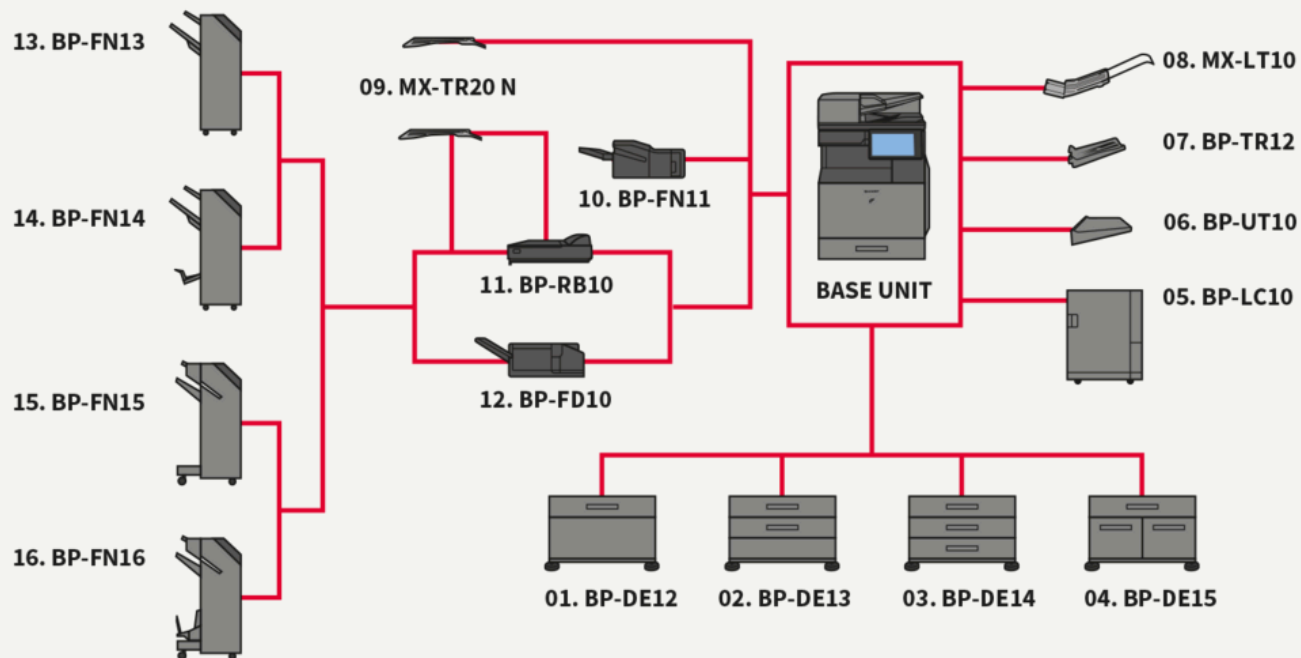 13. BP-FN13
09. MX-TR20 N
08. MX-LT10
07. BP-TR12
14. BP-FN14
10. BP-FN11
06. BP-UT10
11. BP-RB10
BASE UNIT
05. BP-LC10
15. BP-FN15
12. BP-FD10
16. BP-FN16
01. BP-DE12
02. BP-DE13
03. BP-DE14
04. BP-DE15